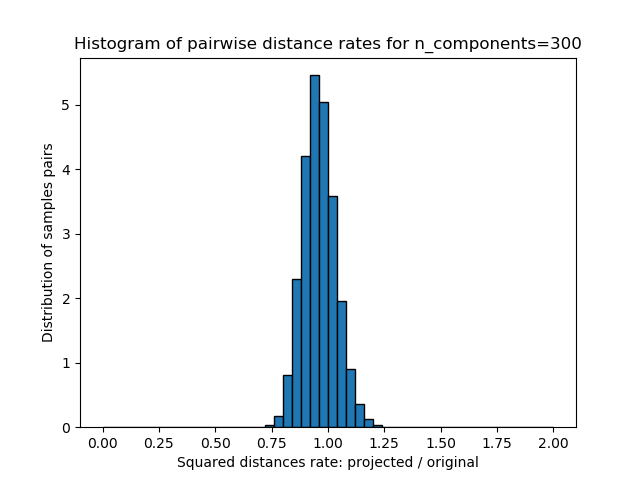 Histogram of pairwise distance rates for n_components=300
Distribution of samples pairs
5
4
3
2
1
0
0.00 0.25 0.50 0.75 1.00 1.25 1.50 1.75 2.00
Squared distances rate: projected / original